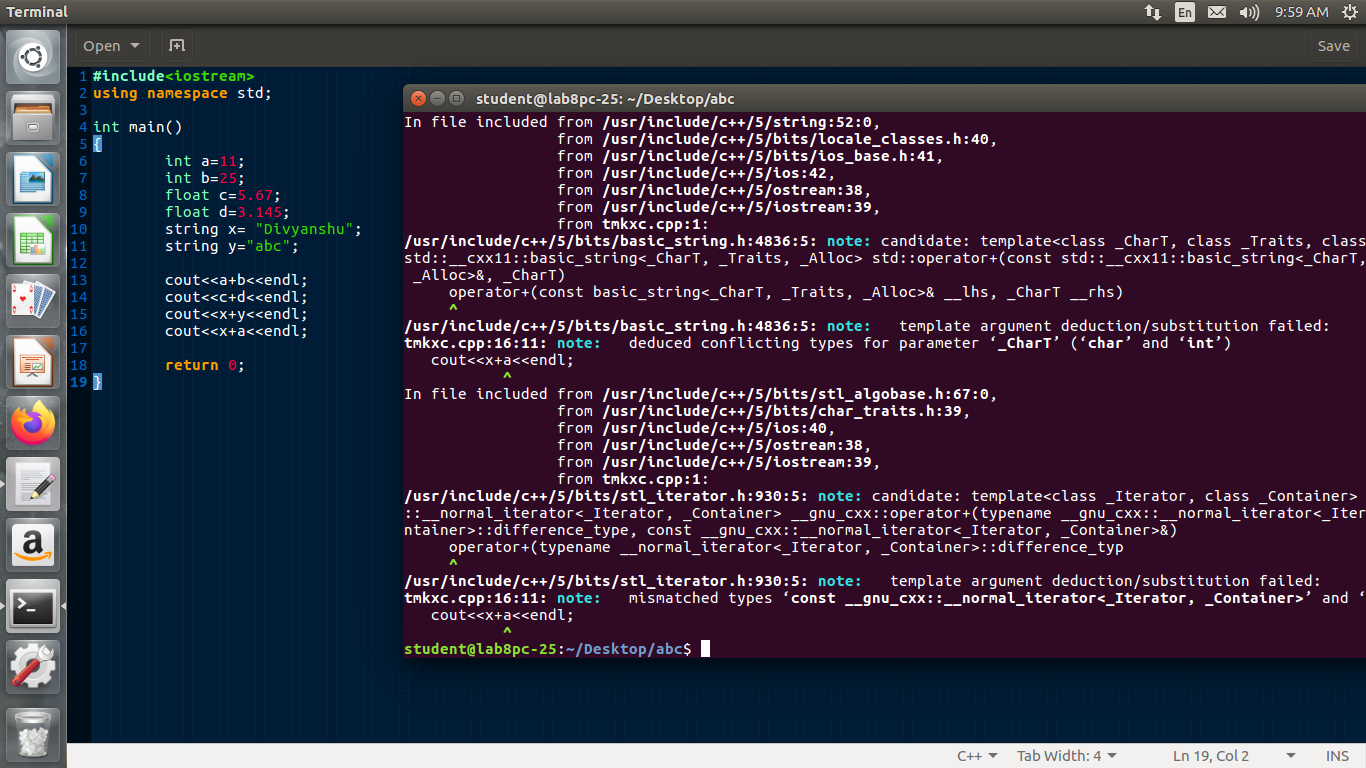 Terminal
En
9:59 AM
Open
Save
1 #include<iostream>
2 using namespace std;
3
4 int main()
5 {
6 int a=11;
7 int b=25;
8 float c=5.67;
9 float d=3.145;
10 string x= "Divyanshu";
11 string y="abc";
12
13 cout<<a+b<<endl;
14 cout<<c+d<<endl;
15 cout<<x+y<<endl;
16 cout<<x+a<<endl;
17
18 return 0;
19 }
student@lab8pc-25: ~/Desktop/abc
In file included from /usr/include/c++/5/string:52:0,
from /usr/include/c++/5/bits/locale_classes.h:40,
from /usr/include/c++/5/bits/ios_base.h:41,
from /usr/include/c++/5/ios:42,
from /usr/include/c++/5/ostream:38,
from /usr/include/c++/5/iostream:39,
from tmkxc.cpp:1:
/usr/include/c++/5/bits/basic_string.h:4836:5: note: candidate: template<class _CharT, class _Traits, class
std::__cxx11::basic_string<_CharT, _Traits, _Alloc> std::operator+(const std::__cxx11::basic_string<_CharT,
_Alloc>&, _CharT)
operator+(const basic_string<_CharT, _Traits, _Alloc>& __lhs, _CharT __rhs)
^
/usr/include/c++/5/bits/basic_string.h:4836:5: note:   template argument deduction/substitution failed:
tmkxc.cpp:16:11: note:   deduced conflicting types for parameter ‘_CharT’ (‘char’ and ‘int’)
cout<<x+a<<endl;
^
In file included from /usr/include/c++/5/bits/stl_algobase.h:67:0,
from /usr/include/c++/5/bits/char_traits.h:39,
from /usr/include/c++/5/ios:40,
from /usr/include/c++/5/ostream:38,
from /usr/include/c++/5/iostream:39,
from tmkxc.cpp:1:
/usr/include/c++/5/bits/stl_iterator.h:930:5: note: candidate: template<class _Iterator, class _Container>
::__normal_iterator<_Iterator, _Container> __gnu_cxx::operator+(typename __gnu_cxx::__normal_iterator<_Iter
ntainer>::difference_type, const __gnu_cxx::__normal_iterator<_Iterator, _Container>&)
operator+(typename __normal_iterator<_Iterator, _Container>::difference_typ
^
/usr/include/c++/5/bits/stl_iterator.h:930:5: note:   template argument deduction/substitution failed:
tmkxc.cpp:16:11: note:   mismatched types ‘const __gnu_cxx::__normal_iterator<_Iterator, _Container>’ and ‘
cout<<x+a<<endl;
^
student@lab8pc-25:~/Desktop/abc$
C++
Tab Width: 4
Ln 19, Col 2
INS